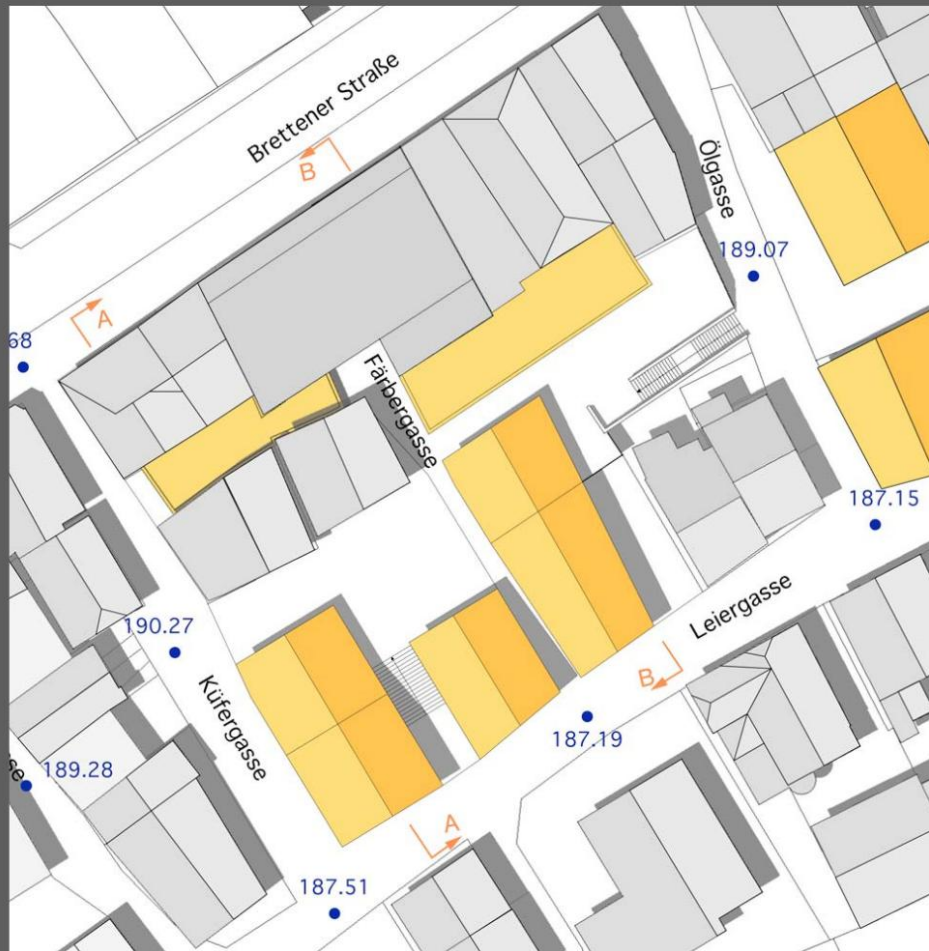 Brettener Straße
B
Ölgasse
189.07
A
68
Färbergasse
187.15
Leiergasse
190.27
B
Küfergasse
187.19
189.28
A
187.51